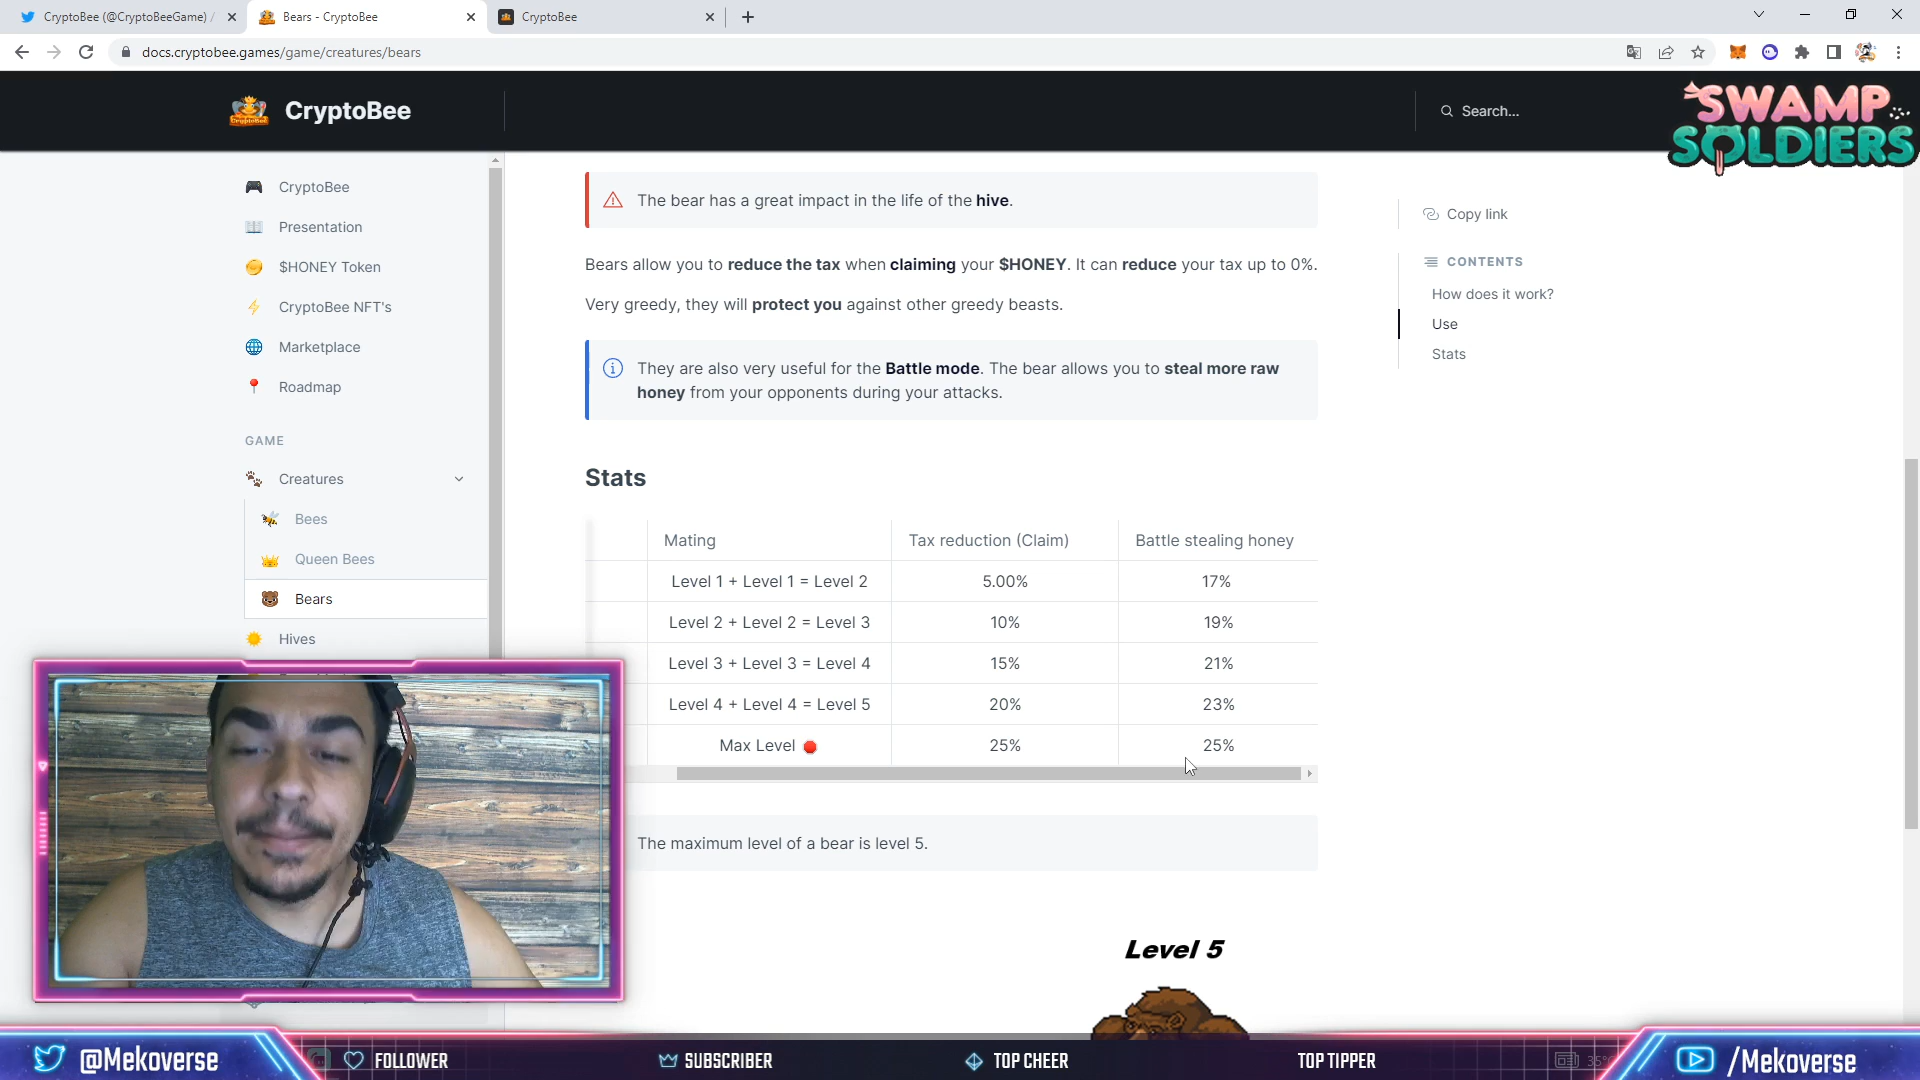 CryptoBee (@CryptoBeeGame) /
Bears - CryptoBee
CryptoBee
docs.cryptobee.games/game/creatures/bears
CryptoBee
Search...
SWAMP
SOLDIERS
CryptoBee
Presentation
$HONEY Token
CryptoBee NFT's
Marketplace
Roadmap
GAME
Creatures
Bees
Queen Bees
Bears
Hives
The bear has a great impact in the life of the hive.
Bears allow you to reduce the tax when claiming your $HONEY. It can reduce your tax up to 0%.
Very greedy, they will protect you against other greedy beasts.
They are also very useful for the Battle mode. The bear allows you to steal more raw
honey from your opponents during your attacks.
Stats
Mating Tax reduction (Claim) Battle stealing honey
Level 1 + Level 1 = Level 2 5.00% 17%
Level 2 + Level 2 = Level 3 10% 19%
Level 3 + Level 3 = Level 4 15% 21%
Level 4 + Level 4 = Level 5 20% 23%
Max Level 25% 25%
The maximum level of a bear is level 5.
Level 5
Copy link
CONTENTS
How does it work?
Use
Stats
@Mekoverse
FOLLOWER
SUBSCRIBER
TOP CHEER
TOP TIPPER
/Mekoverse